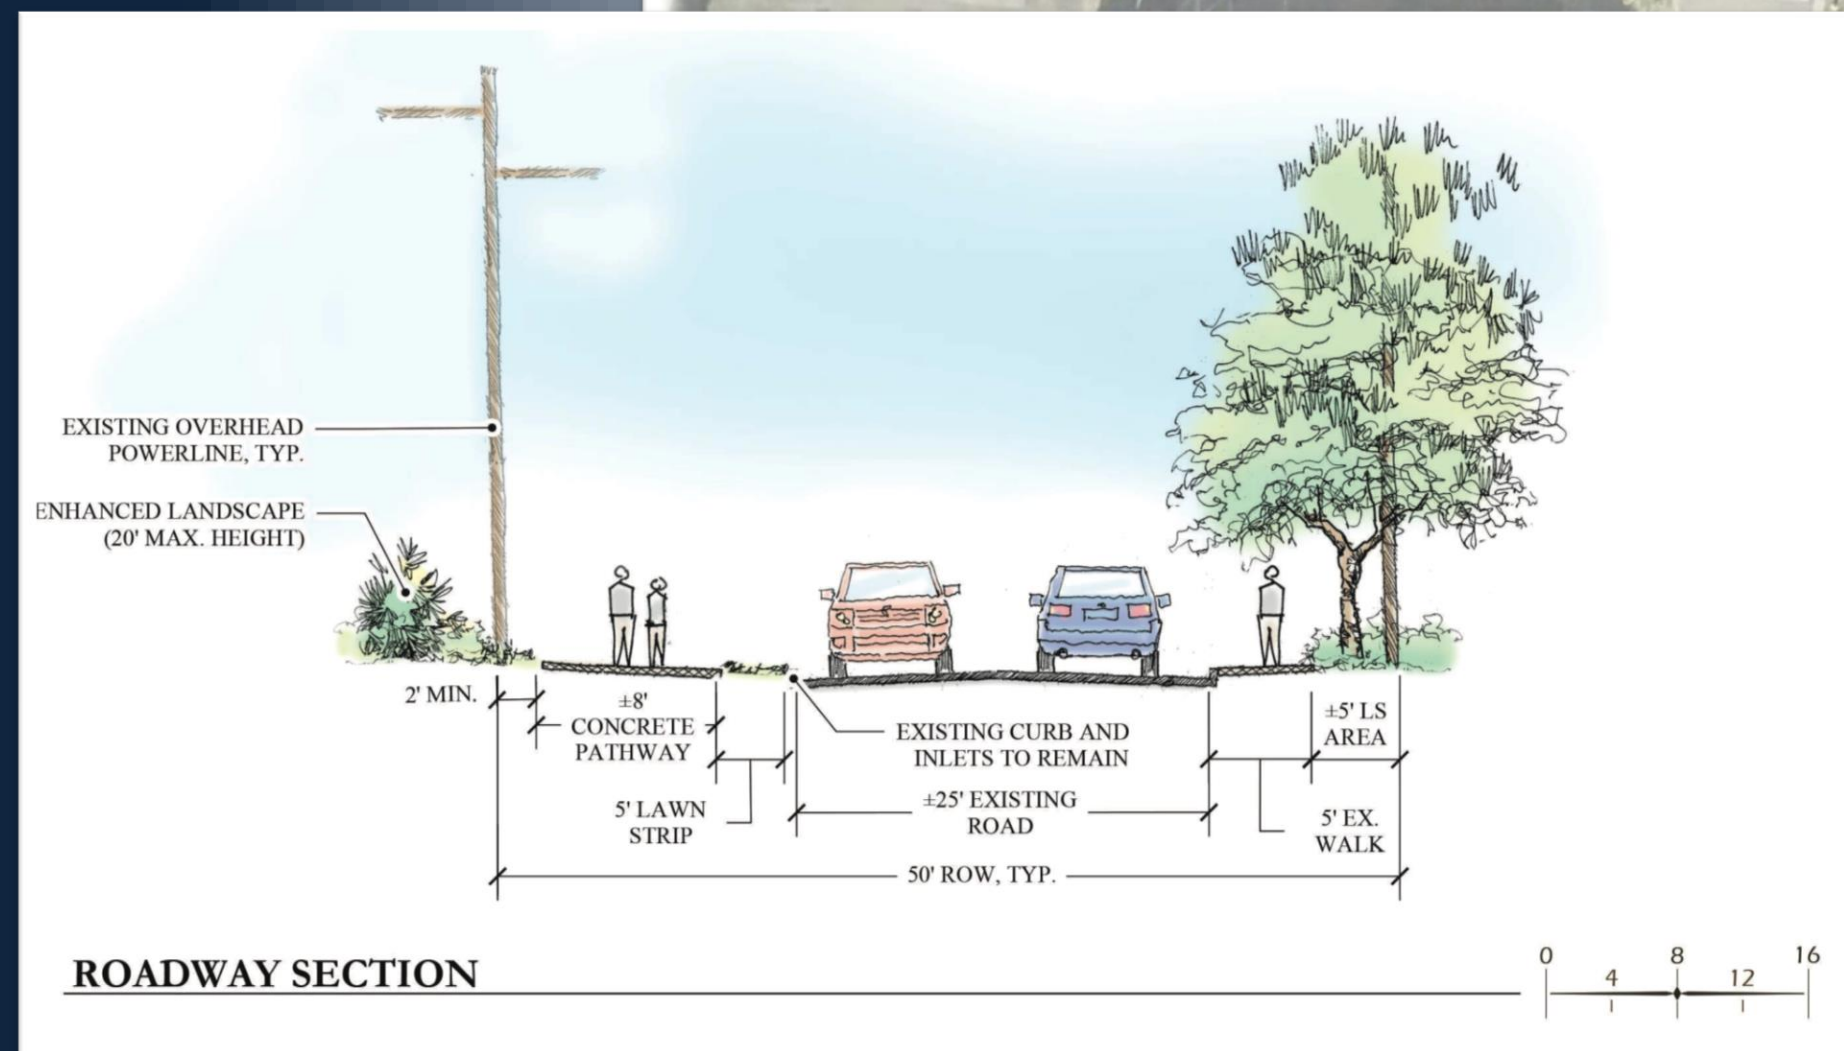 EXISTING OVERHEAD
POWERLINE, TYP.
ENHANCED LANDSCAPE
(20' MAX. HEIGHT)
2' MIN.
±8'
CONCRETE
PATHWAY
5' LAWN
STRIP
EXISTING CURB AND
INLETS TO REMAIN
±25' EXISTING
ROAD
±5' LS
AREA
5' EX.
WALK
50' ROW, TYP.
ROADWAY SECTION
0
4
8
12
16